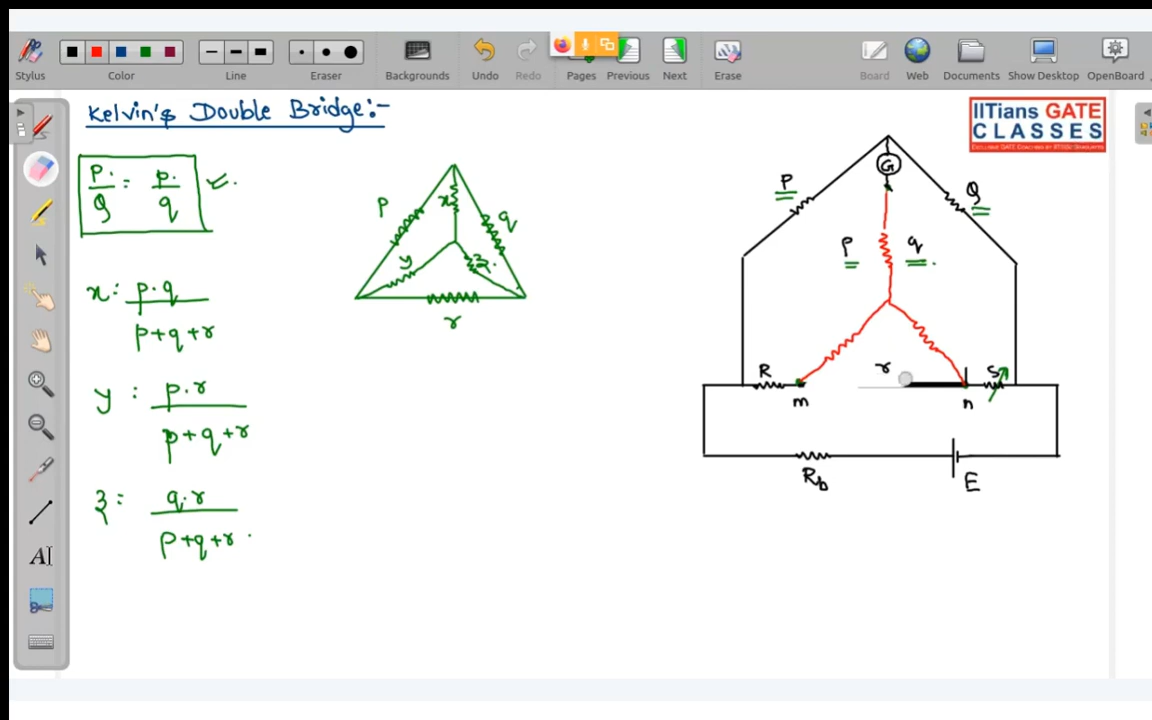 Stylus
Color
Line
Eraser
Backgrounds
Undo
Redo
Pages
Previous
Next
Erase
Board
Web
Documents
Show Desktop
OpenBoard
Kelvin's Double Bridge:-
IITians GATE
CLASSES
P/Q = p/q
x = p·q / p+q+r
y = p·r / p+q+r
z = q·r / p+q+r
p
x
q
y
z
r
G
P
Q
p
q
R
r
S
m
n
Rb
E
AI